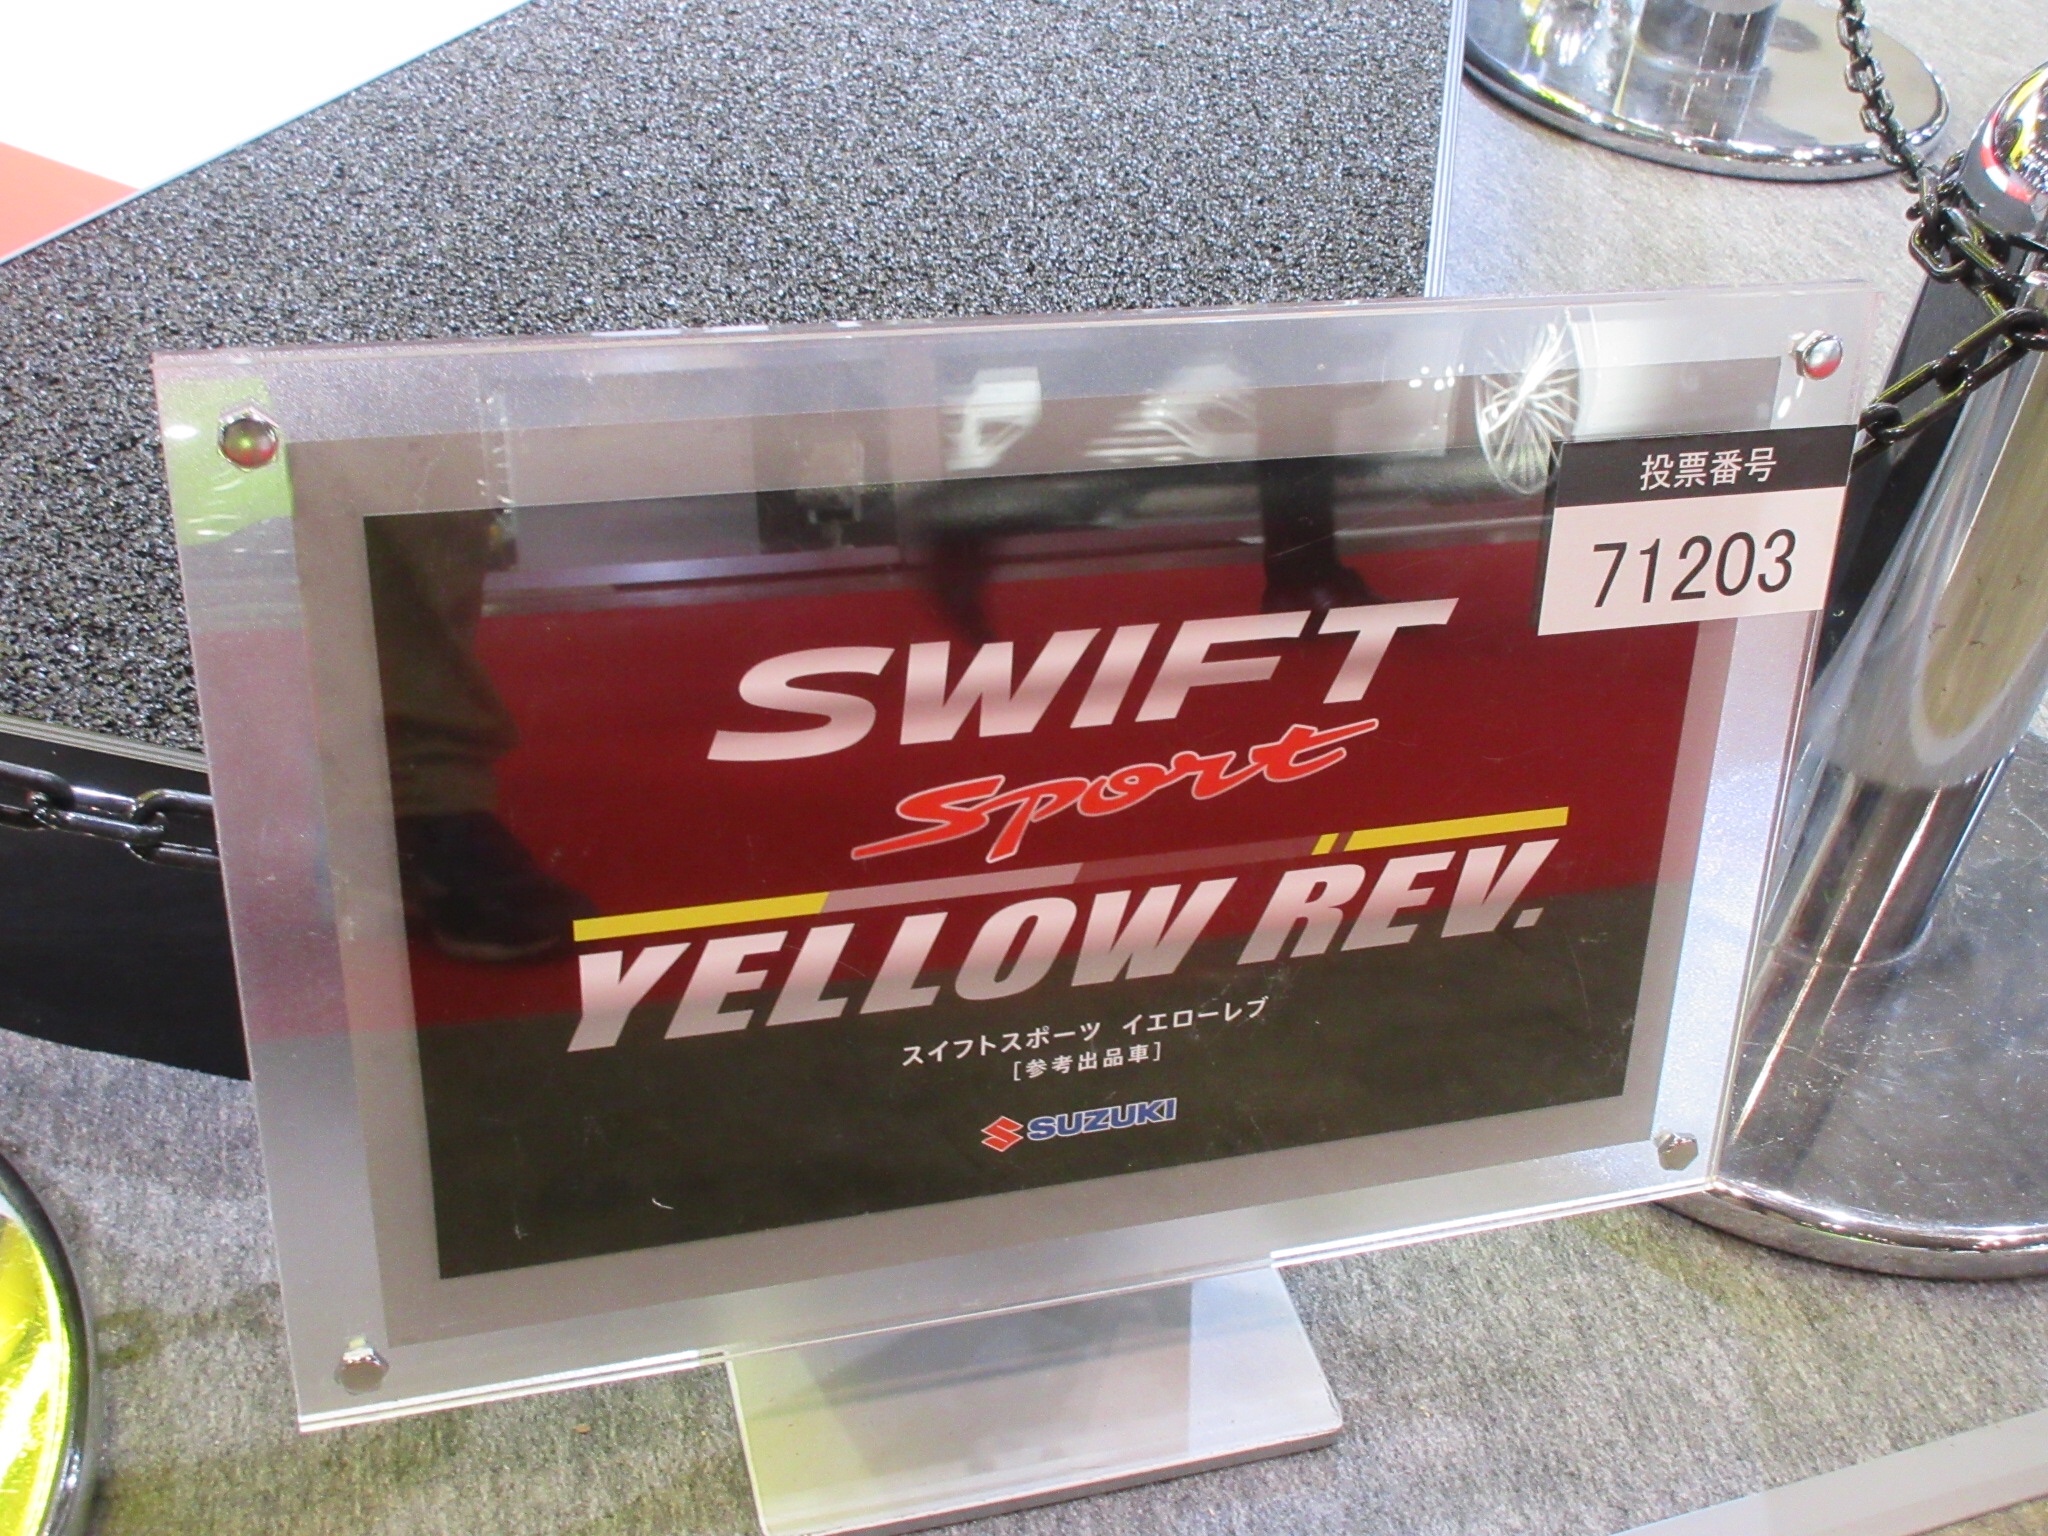 投票番号
71203
SWIFT
Sport
YELLOW REV.
スイフトスポーツ イエローレブ
[参考出品車]
SUZUKI